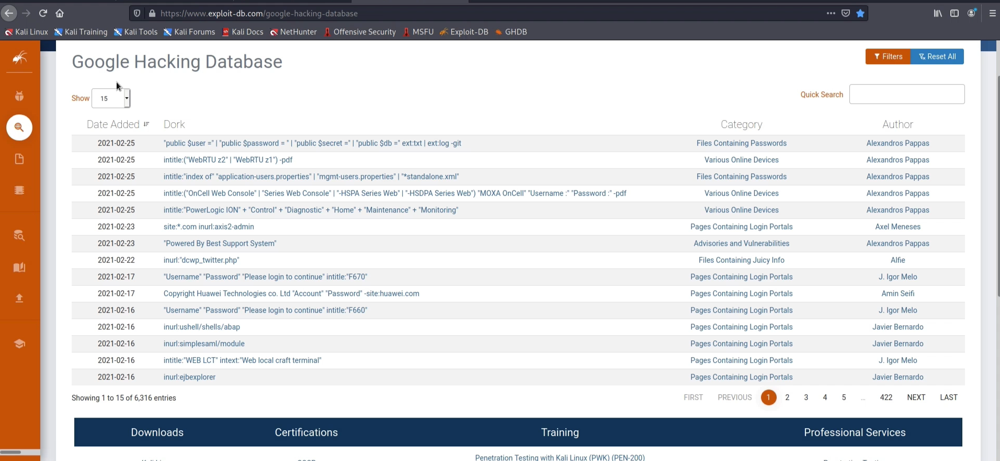 https://www.exploit-db.com/google-hacking-database
Kali Linux Kali Training Kali Tools Kali Forums Kali Docs NetHunter Offensive Security MSFU Exploit-DB GHDB
Google Hacking Database
Filters Reset All
Show 15 Quick Search
Date Added Dork Category Author
2021-02-25 "public $user =" | "public $password = " | "public $secret =" | "public $db =" ext:txt | ext:log -git Files Containing Passwords Alexandros Pappas
2021-02-25 intitle:("WebRTU z2" | "WebRTU z1") -pdf Various Online Devices Alexandros Pappas
2021-02-25 intitle:"index of" "application-users.properties" | "mgmt-users.properties" | "*standalone.xml" Files Containing Passwords Alexandros Pappas
2021-02-25 intitle:("OnCell Web Console" | "Series Web Console" | "-HSPA Series Web" | "-HSDPA Series Web") "MOXA OnCell" "Username :" "Password :" -pdf Various Online Devices Alexandros Pappas
2021-02-25 intitle:"PowerLogic ION" + "Control" + "Diagnostic" + "Home" + "Maintenance" + "Monitoring" Various Online Devices Alexandros Pappas
2021-02-23 site:*.com inurl:axis2-admin Pages Containing Login Portals Axel Meneses
2021-02-23 "Powered By Best Support System" Advisories and Vulnerabilities Alexandros Pappas
2021-02-22 inurl:"dcwp_twitter.php" Files Containing Juicy Info Alfie
2021-02-17 "Username" "Password" "Please login to continue" intitle:"F670" Pages Containing Login Portals J. Igor Melo
2021-02-17 Copyright Huawei Technologies co. Ltd "Account" "Password" -site:huawei.com Pages Containing Login Portals Amin Seifi
2021-02-16 "Username" "Password" "Please login to continue" intitle:"F660" Pages Containing Login Portals J. Igor Melo
2021-02-16 inurl:ushell/shells/abap Pages Containing Login Portals Javier Bernardo
2021-02-16 inurl:simplesaml/module Pages Containing Login Portals Javier Bernardo
2021-02-16 intitle:"WEB LCT" intext:"Web local craft terminal" Pages Containing Login Portals J. Igor Melo
2021-02-16 inurl:ejbexplorer Pages Containing Login Portals Javier Bernardo
Showing 1 to 15 of 6,316 entries FIRST PREVIOUS 1 2 3 4 5 ... 422 NEXT LAST
Downloads Certifications Training Professional Services
Penetration Testing with Kali Linux (PWK) (PEN-200)